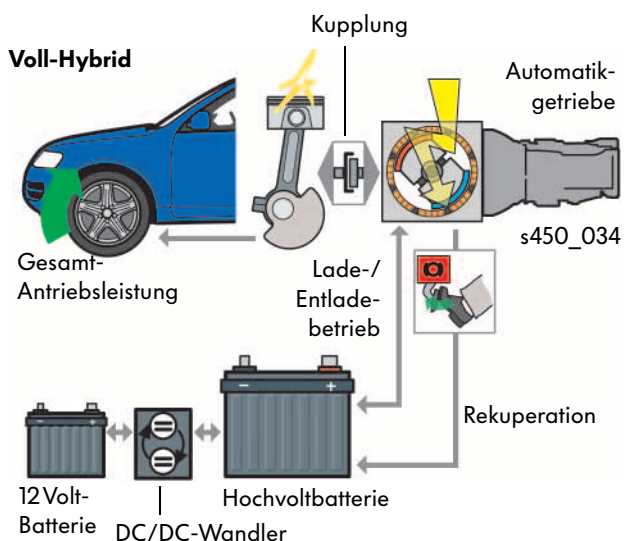 Kupplung
Voll-Hybrid
Automatik-
getriebe
s450_034
Gesamt-
Antriebsleistung
Lade-/
Entlade-
betrieb
Rekuperation
12 Volt-
Batterie
DC/DC-Wandler
Hochvoltbatterie